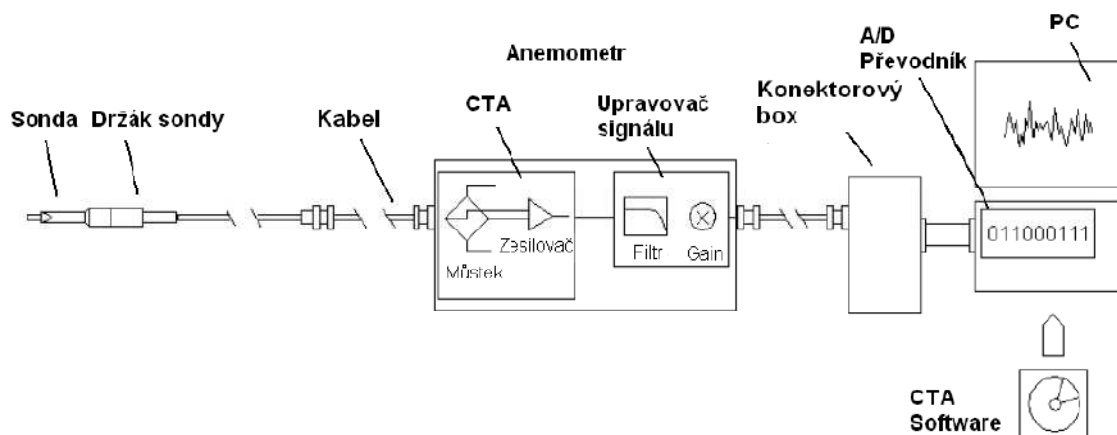 PC
A/D
Převodník
Anemometr
Konektorový
box
CTA
Upravovač
signálu
Sonda
Držák sondy
Kabel
011000111
Zesilovač
Můstek
Filtr
Gain
CTA
Software